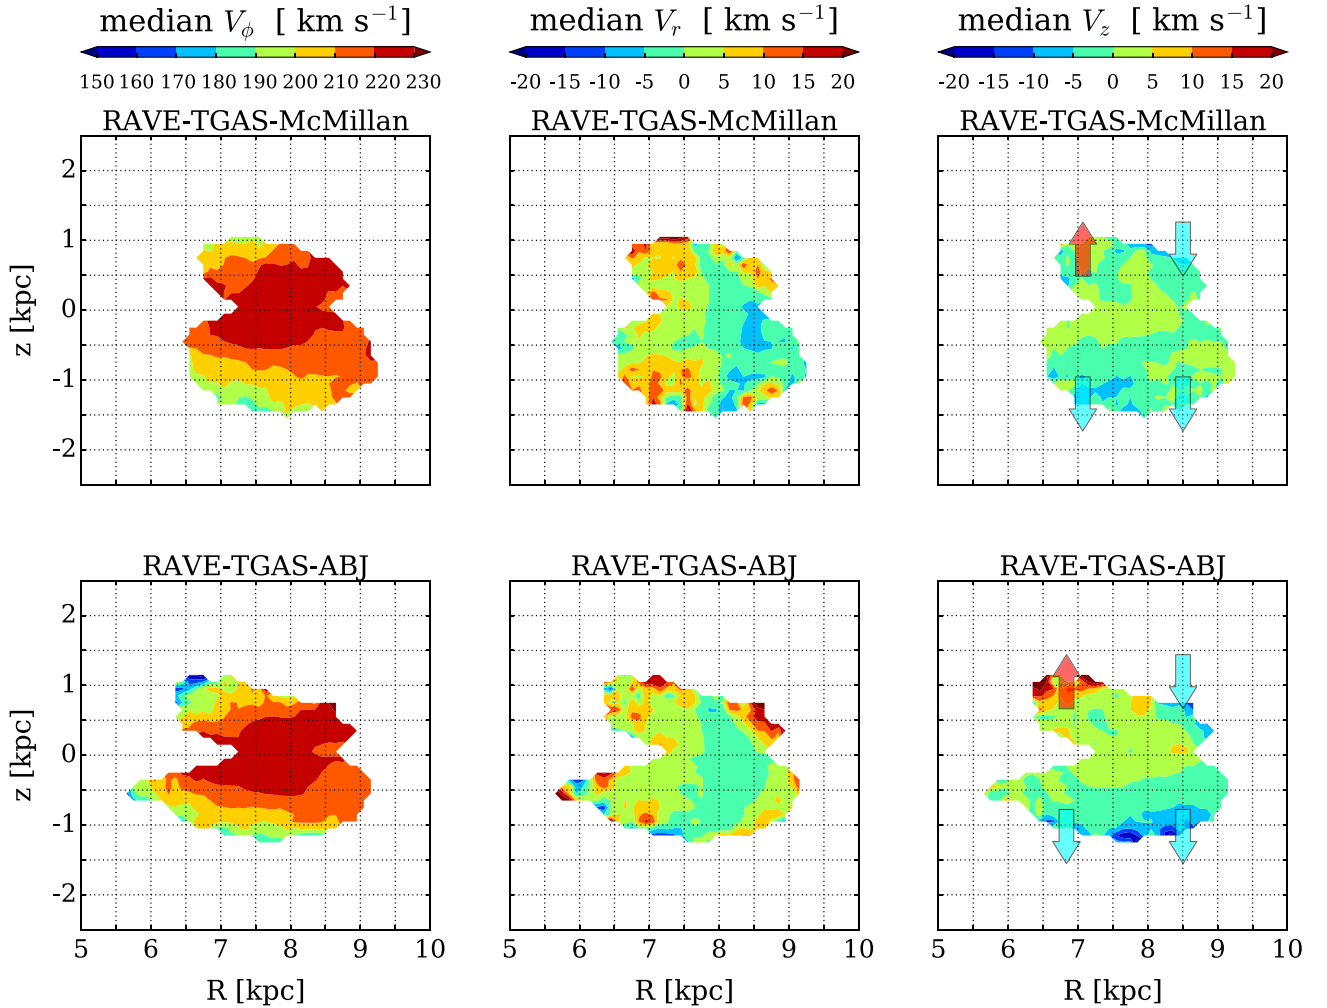 median V_ϕ [ km s⁻¹] median V_r [ km s⁻¹] median V_z [ km s⁻¹]
150 160 170 180 190 200 210 220 230 -20 -15 -10 -5 0 5 10 15 20 -20 -15 -10 -5 0 5 10 15 20
RAVE-TGAS-McMillan RAVE-TGAS-McMillan RAVE-TGAS-McMillan
2
1
0
-1
-2
z [kpc]
RAVE-TGAS-ABJ RAVE-TGAS-ABJ RAVE-TGAS-ABJ
2
1
0
-1
-2
z [kpc]
5 6 7 8 9 10 5 6 7 8 9 10 5 6 7 8 9 10
R [kpc] R [kpc] R [kpc]